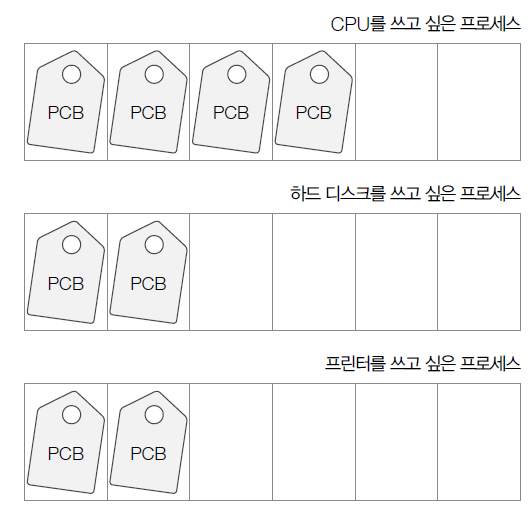 CPU를 쓰고 싶은 프로세스
PCB PCB PCB PCB
하드 디스크를 쓰고 싶은 프로세스
PCB PCB
프린터를 쓰고 싶은 프로세스
PCB PCB